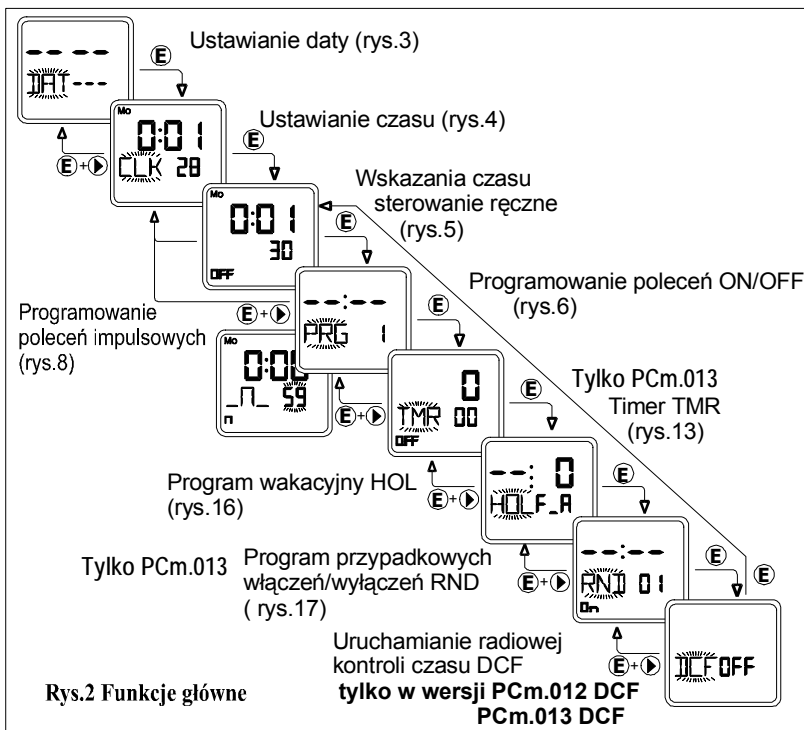 -- --
DAT---
E
Ustawianie daty (rys.3)
Mo
0:01
CLK 28
E+
E
Ustawianie czasu (rys.4)
Mo
0:01
30
OFF
E
Wskazania czasu
sterowanie ręczne
(rys.5)
--:--
PRG 1
E+
E
Programowanie poleceń ON/OFF
(rys.6)
Programowanie
poleceń impulsowych
(rys.8)
Mo
0:00
59
n
0
TMR 00
OFF
E+
E
Tylko PCm.013
Timer TMR
(rys.13)
--: 0
HOLF_A
E+
E
Program wakacyjny HOL
(rys.16)
--:--
RND 01
On
E+
E
E
Tylko PCm.013
Program przypadkowych
włączeń/wyłączeń RND
( rys.17)
DCFOFF
E+
Uruchamianie radiowej
kontroli czasu DCF
tylko w wersji PCm.012 DCF
PCm.013 DCF
Rys.2 Funkcje główne